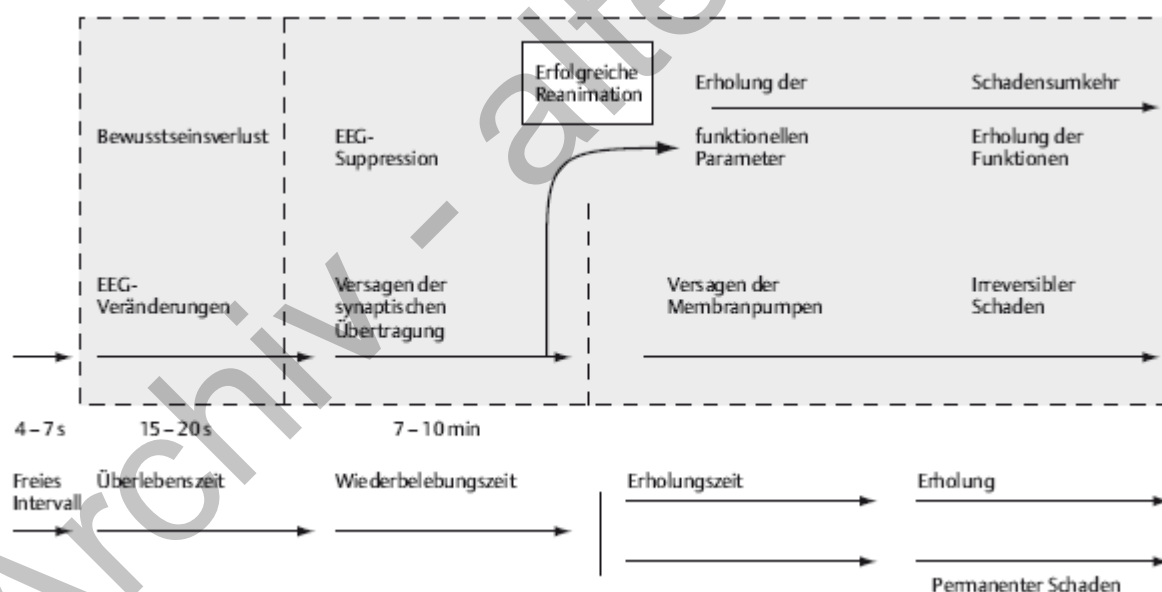 Erfolgreiche
Reanimation
Erholung der
Schadensumkehr
Bewusstseinsverlust
EEG-
Suppression
funktionellen
Parameter
Erholung der
Funktionen
EEG-
Veränderungen
Versagen der
synaptischen
Übertragung
Versagen der
Membranpumpen
Irreversibler
Schaden
4–7 s
15–20 s
7–10 min
Freies
Intervall
Überlebenszeit
Wiederbelebungszeit
Erholungszeit
Erholung
Permanenter Schaden
Archiv - alte